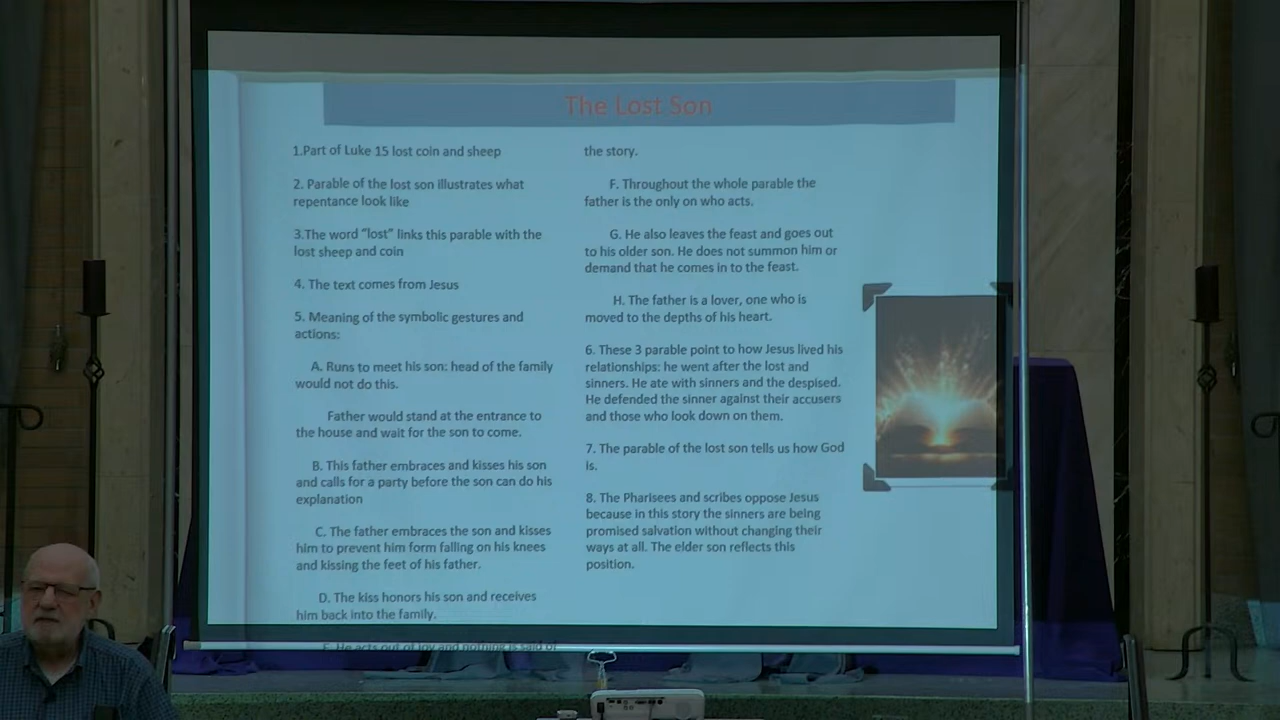 The Lost Son
1.Part of Luke 15 lost coin and sheep
2. Parable of the lost son illustrates what
repentance look like
3.The word "lost" links this parable with the
lost sheep and coin
4. The text comes from Jesus
5. Meaning of the symbolic gestures and
actions:
A. Runs to meet his son: head of the family
would not do this.
Father would stand at the entrance to
the house and wait for the son to come.
B. This father embraces and kisses his son
and calls for a party before the son can do his
explanation
C. The father embraces the son and kisses
him to prevent him form falling on his knees
and kissing the feet of his father.
D. The kiss honors his son and receives
him back into the family.
E. He acts out of joy and nothing is said of
the story.
F. Throughout the whole parable the
father is the only on who acts.
G. He also leaves the feast and goes out
to his older son. He does not summon him or
demand that he comes in to the feast.
H. The father is a lover, one who is
moved to the depths of his heart.
6. These 3 parable point to how Jesus lived his
relationships: he went after the lost and
sinners. He ate with sinners and the despised.
He defended the sinner against their accusers
and those who look down on them.
7. The parable of the lost son tells us how God
is.
8. The Pharisees and scribes oppose Jesus
because in this story the sinners are being
promised salvation without changing their
ways at all. The elder son reflects this
position.